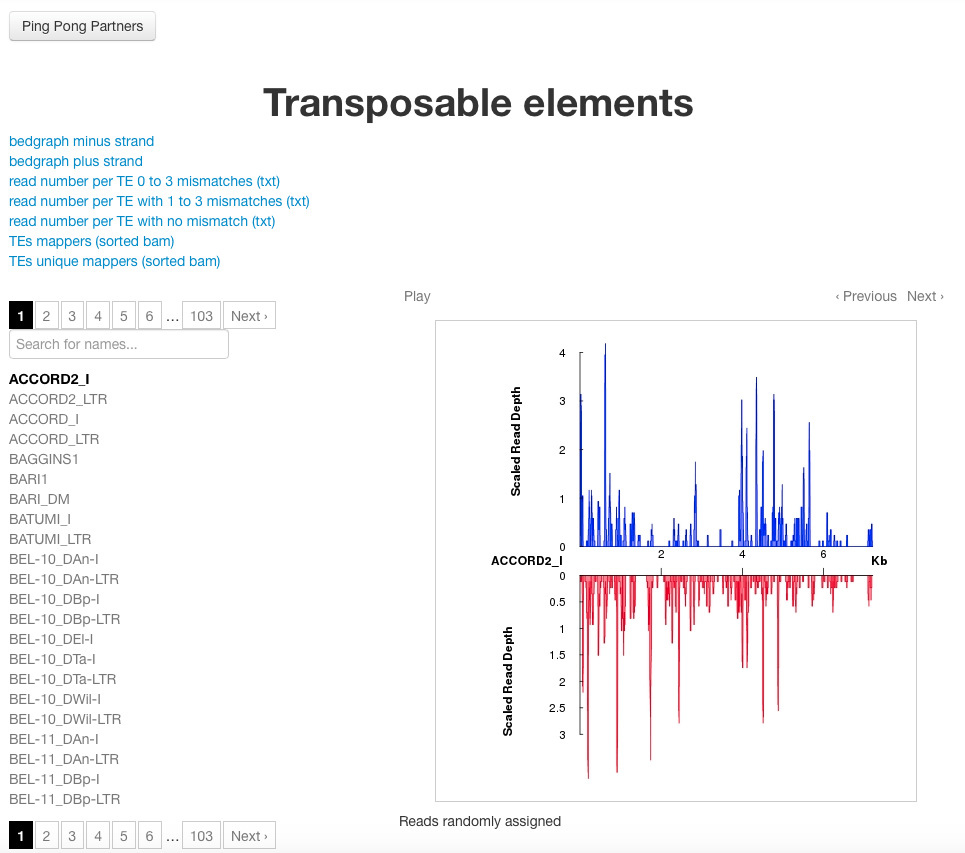 Ping Pong Partners
Transposable elements
bedgraph minus strand
bedgraph plus strand
read number per TE 0 to 3 mismatches (txt)
read number per TE with 1 to 3 mismatches (txt)
read number per TE with no mismatch (txt)
TEs mappers (sorted bam)
TEs unique mappers (sorted bam)
1 2 3 4 5 6 ... 103 Next ›
Search for names...
ACCORD2_I
ACCORD2_LTR
ACCORD_I
ACCORD_LTR
BAGGINS1
BARI1
BARI_DM
BATUMI_I
BATUMI_LTR
BEL-10_DAn-I
BEL-10_DAn-LTR
BEL-10_DBp-I
BEL-10_DBp-LTR
BEL-10_DEl-I
BEL-10_DTa-I
BEL-10_DTa-LTR
BEL-10_DWil-I
BEL-10_DWil-LTR
BEL-11_DAn-I
BEL-11_DAn-LTR
BEL-11_DBp-I
BEL-11_DBp-LTR
1 2 3 4 5 6 ... 103 Next ›
Play
‹ Previous Next ›
Scaled Read Depth
4
3
2
1
0
2 4 6
ACCORD2_I
Kb
Scaled Read Depth
0
0.5
1
1.5
2
2.5
3
Reads randomly assigned